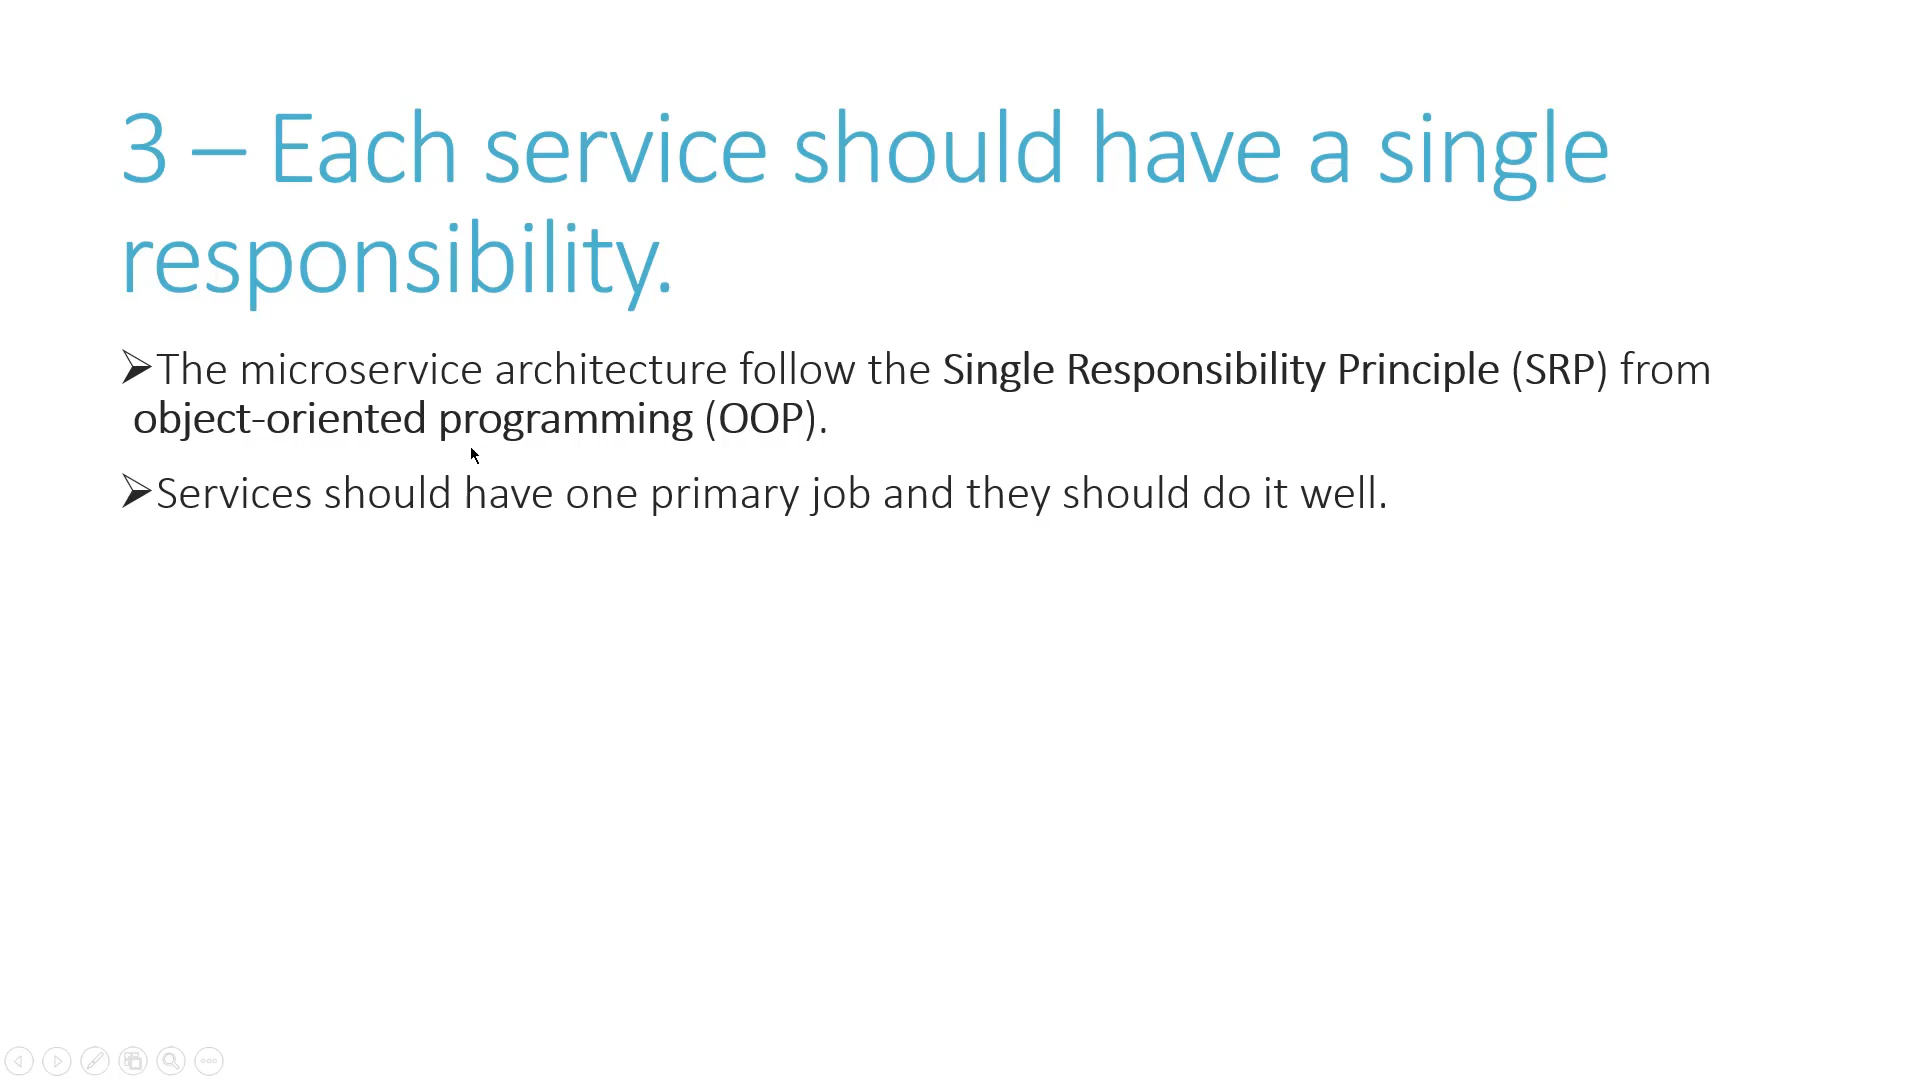 3 – Each service should have a single
responsibility.
➢The microservice architecture follow the Single Responsibility Principle (SRP) from
object-oriented programming (OOP).
➢Services should have one primary job and they should do it well.